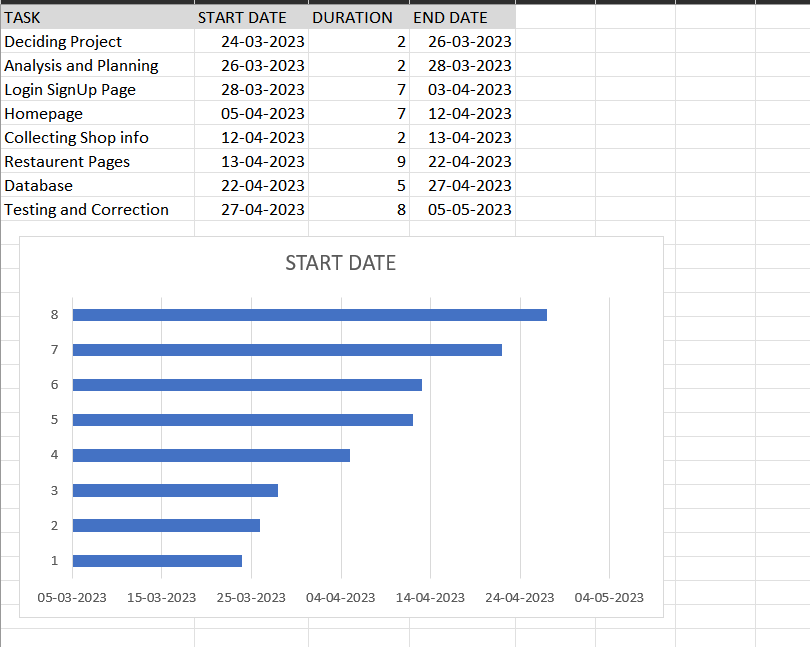 TASK START DATE DURATION END DATE
Deciding Project 24-03-2023 2 26-03-2023
Analysis and Planning 26-03-2023 2 28-03-2023
Login SignUp Page 28-03-2023 7 03-04-2023
Homepage 05-04-2023 7 12-04-2023
Collecting Shop info 12-04-2023 2 13-04-2023
Restaurent Pages 13-04-2023 9 22-04-2023
Database 22-04-2023 5 27-04-2023
Testing and Correction 27-04-2023 8 05-05-2023
START DATE
8
7
6
5
4
3
2
1
05-03-2023 15-03-2023 25-03-2023 04-04-2023 14-04-2023 24-04-2023 04-05-2023